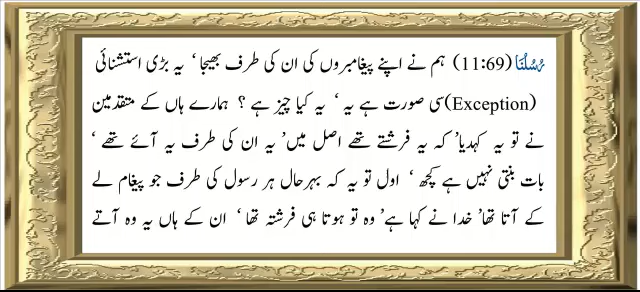 رُسُلُنَا (11:69) ہم نے اپنے پیغامبروں کی ان کی طرف بھیجا‘ یہ بڑی استثنائی
(Exception)سی صورت ہے یہ‘ یہ کیا چیز ہے ؟ ہمارے ہاں کے متقدمین
نے تو یہ کہدیا’ کہ یہ فرشتے تھے اصل میں’ یہ ان کی طرف یہ آئے تھے ‘
بات بنتی نہیں ہے کچھ ‘ اول تو یہ کہ بہرحال ہر رسول کی طرف جو پیغام لے
کے آتا تھا’ خدا نے کہا ہے’ وہ تو ہوتا ہی فرشتہ تھا ‘ ان کے ہاں یہ وہ آتے